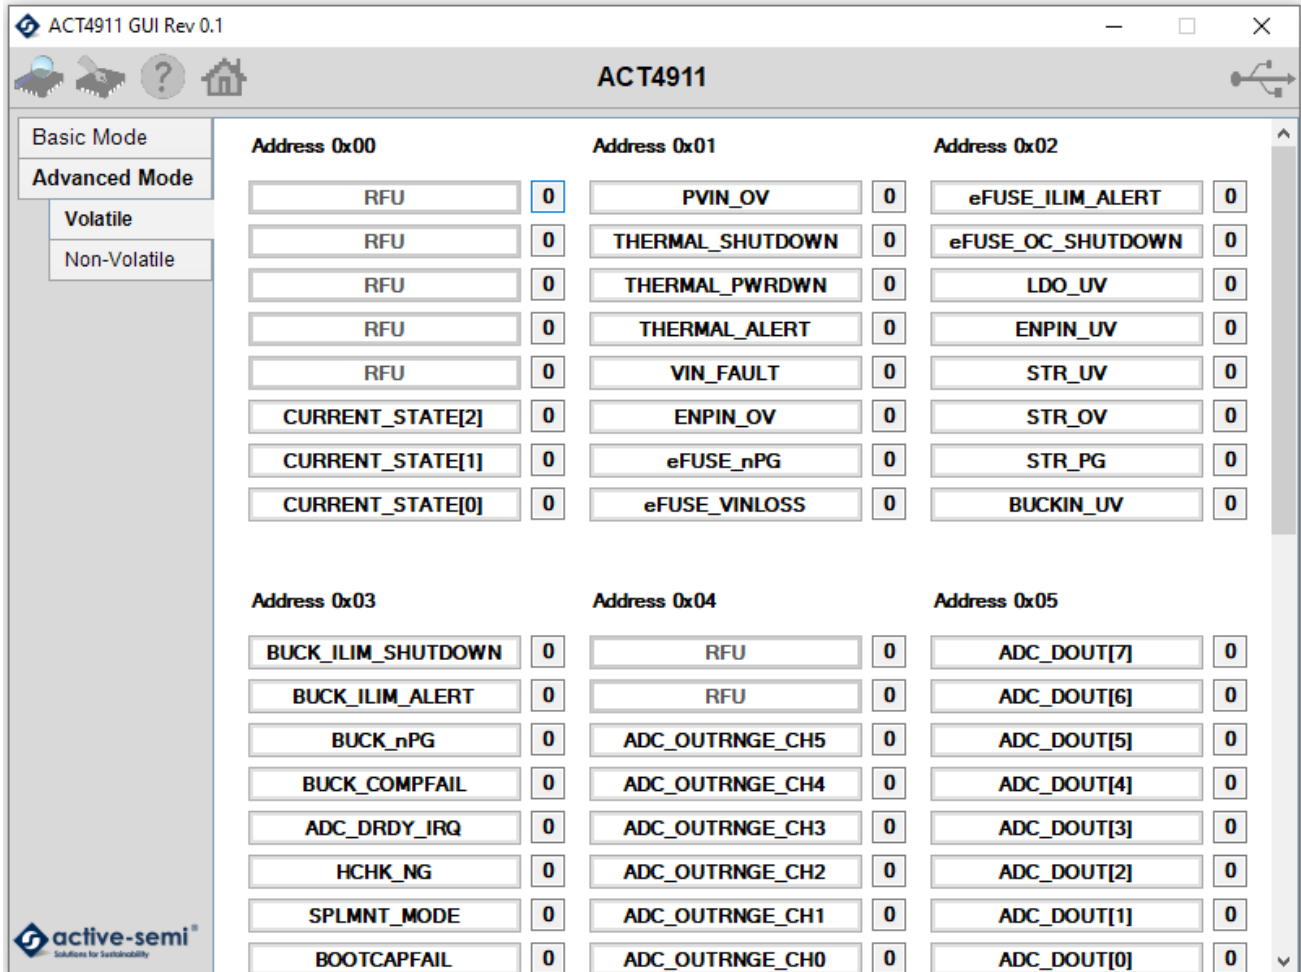 ACT4911 GUI Rev 0.1
?
ACT4911
Basic Mode
Advanced Mode
Volatile
Non-Volatile
Address 0x00 Address 0x01 Address 0x02
RFU 0 PVIN_OV 0 eFUSE_ILIM_ALERT 0
RFU 0 THERMAL_SHUTDOWN 0 eFUSE_OC_SHUTDOWN 0
RFU 0 THERMAL_PWRDWN 0 LDO_UV 0
RFU 0 THERMAL_ALERT 0 ENPIN_UV 0
RFU 0 VIN_FAULT 0 STR_UV 0
CURRENT_STATE[2] 0 ENPIN_OV 0 STR_OV 0
CURRENT_STATE[1] 0 eFUSE_nPG 0 STR_PG 0
CURRENT_STATE[0] 0 eFUSE_VINLOSS 0 BUCKIN_UV 0
Address 0x03 Address 0x04 Address 0x05
BUCK_ILIM_SHUTDOWN 0 RFU 0 ADC_DOUT[7] 0
BUCK_ILIM_ALERT 0 RFU 0 ADC_DOUT[6] 0
BUCK_nPG 0 ADC_OUTRNGE_CH5 0 ADC_DOUT[5] 0
BUCK_COMPFAIL 0 ADC_OUTRNGE_CH4 0 ADC_DOUT[4] 0
ADC_DRDY_IRQ 0 ADC_OUTRNGE_CH3 0 ADC_DOUT[3] 0
HCHK_NG 0 ADC_OUTRNGE_CH2 0 ADC_DOUT[2] 0
SPLMNT_MODE 0 ADC_OUTRNGE_CH1 0 ADC_DOUT[1] 0
BOOTCAPFAIL 0 ADC_OUTRNGE_CH0 0 ADC_DOUT[0] 0
active-semi®
Solutions for Sustainability